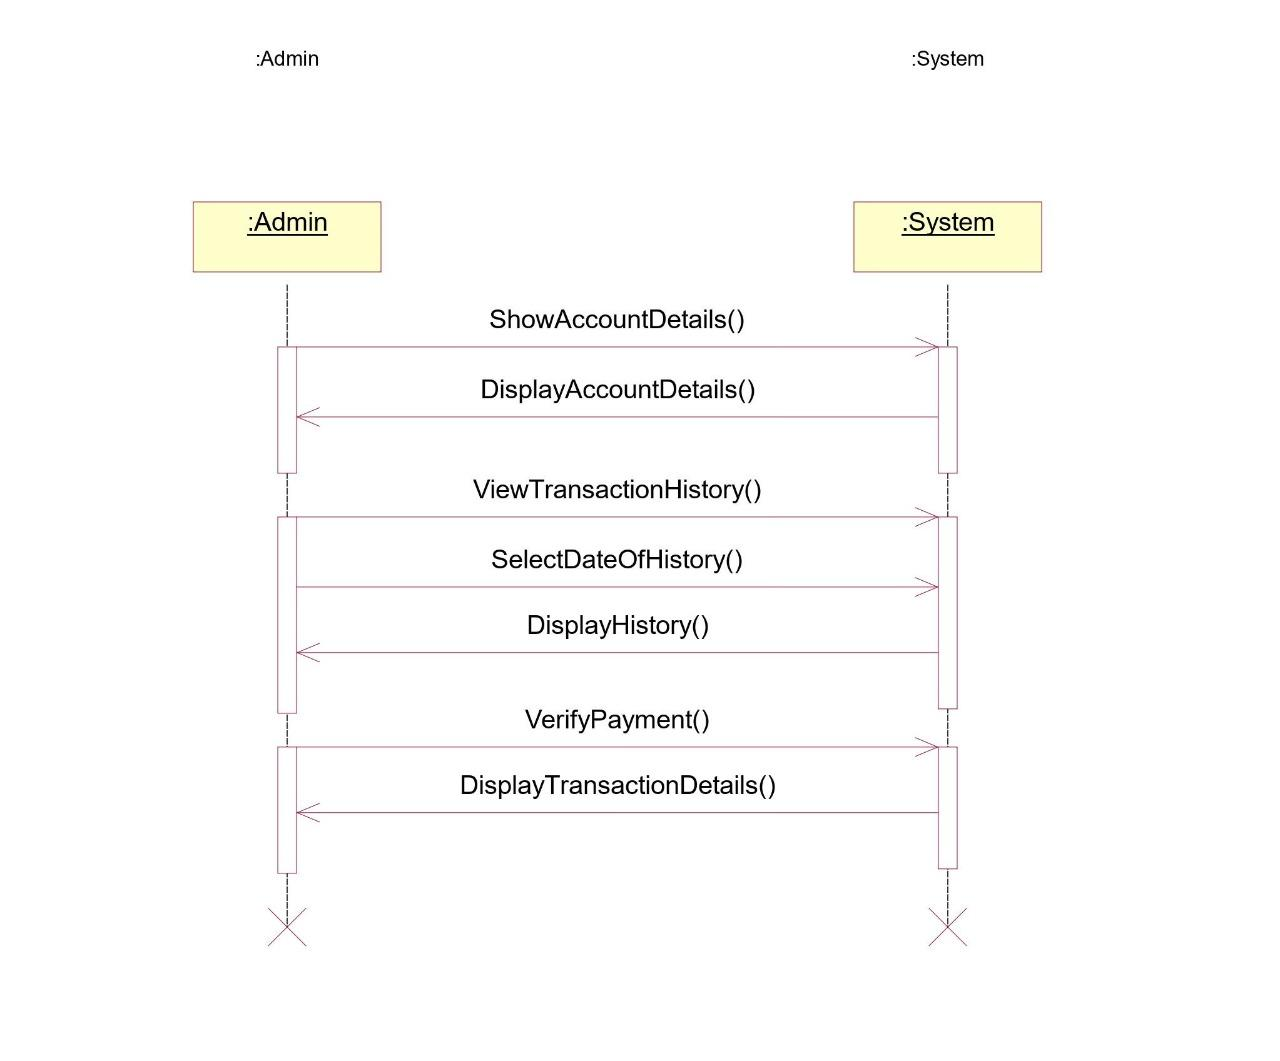 :Admin
:System
:Admin
:System
ShowAccountDetails()
DisplayAccountDetails()
ViewTransactionHistory()
SelectDateOfHistory()
DisplayHistory()
VerifyPayment()
DisplayTransactionDetails()